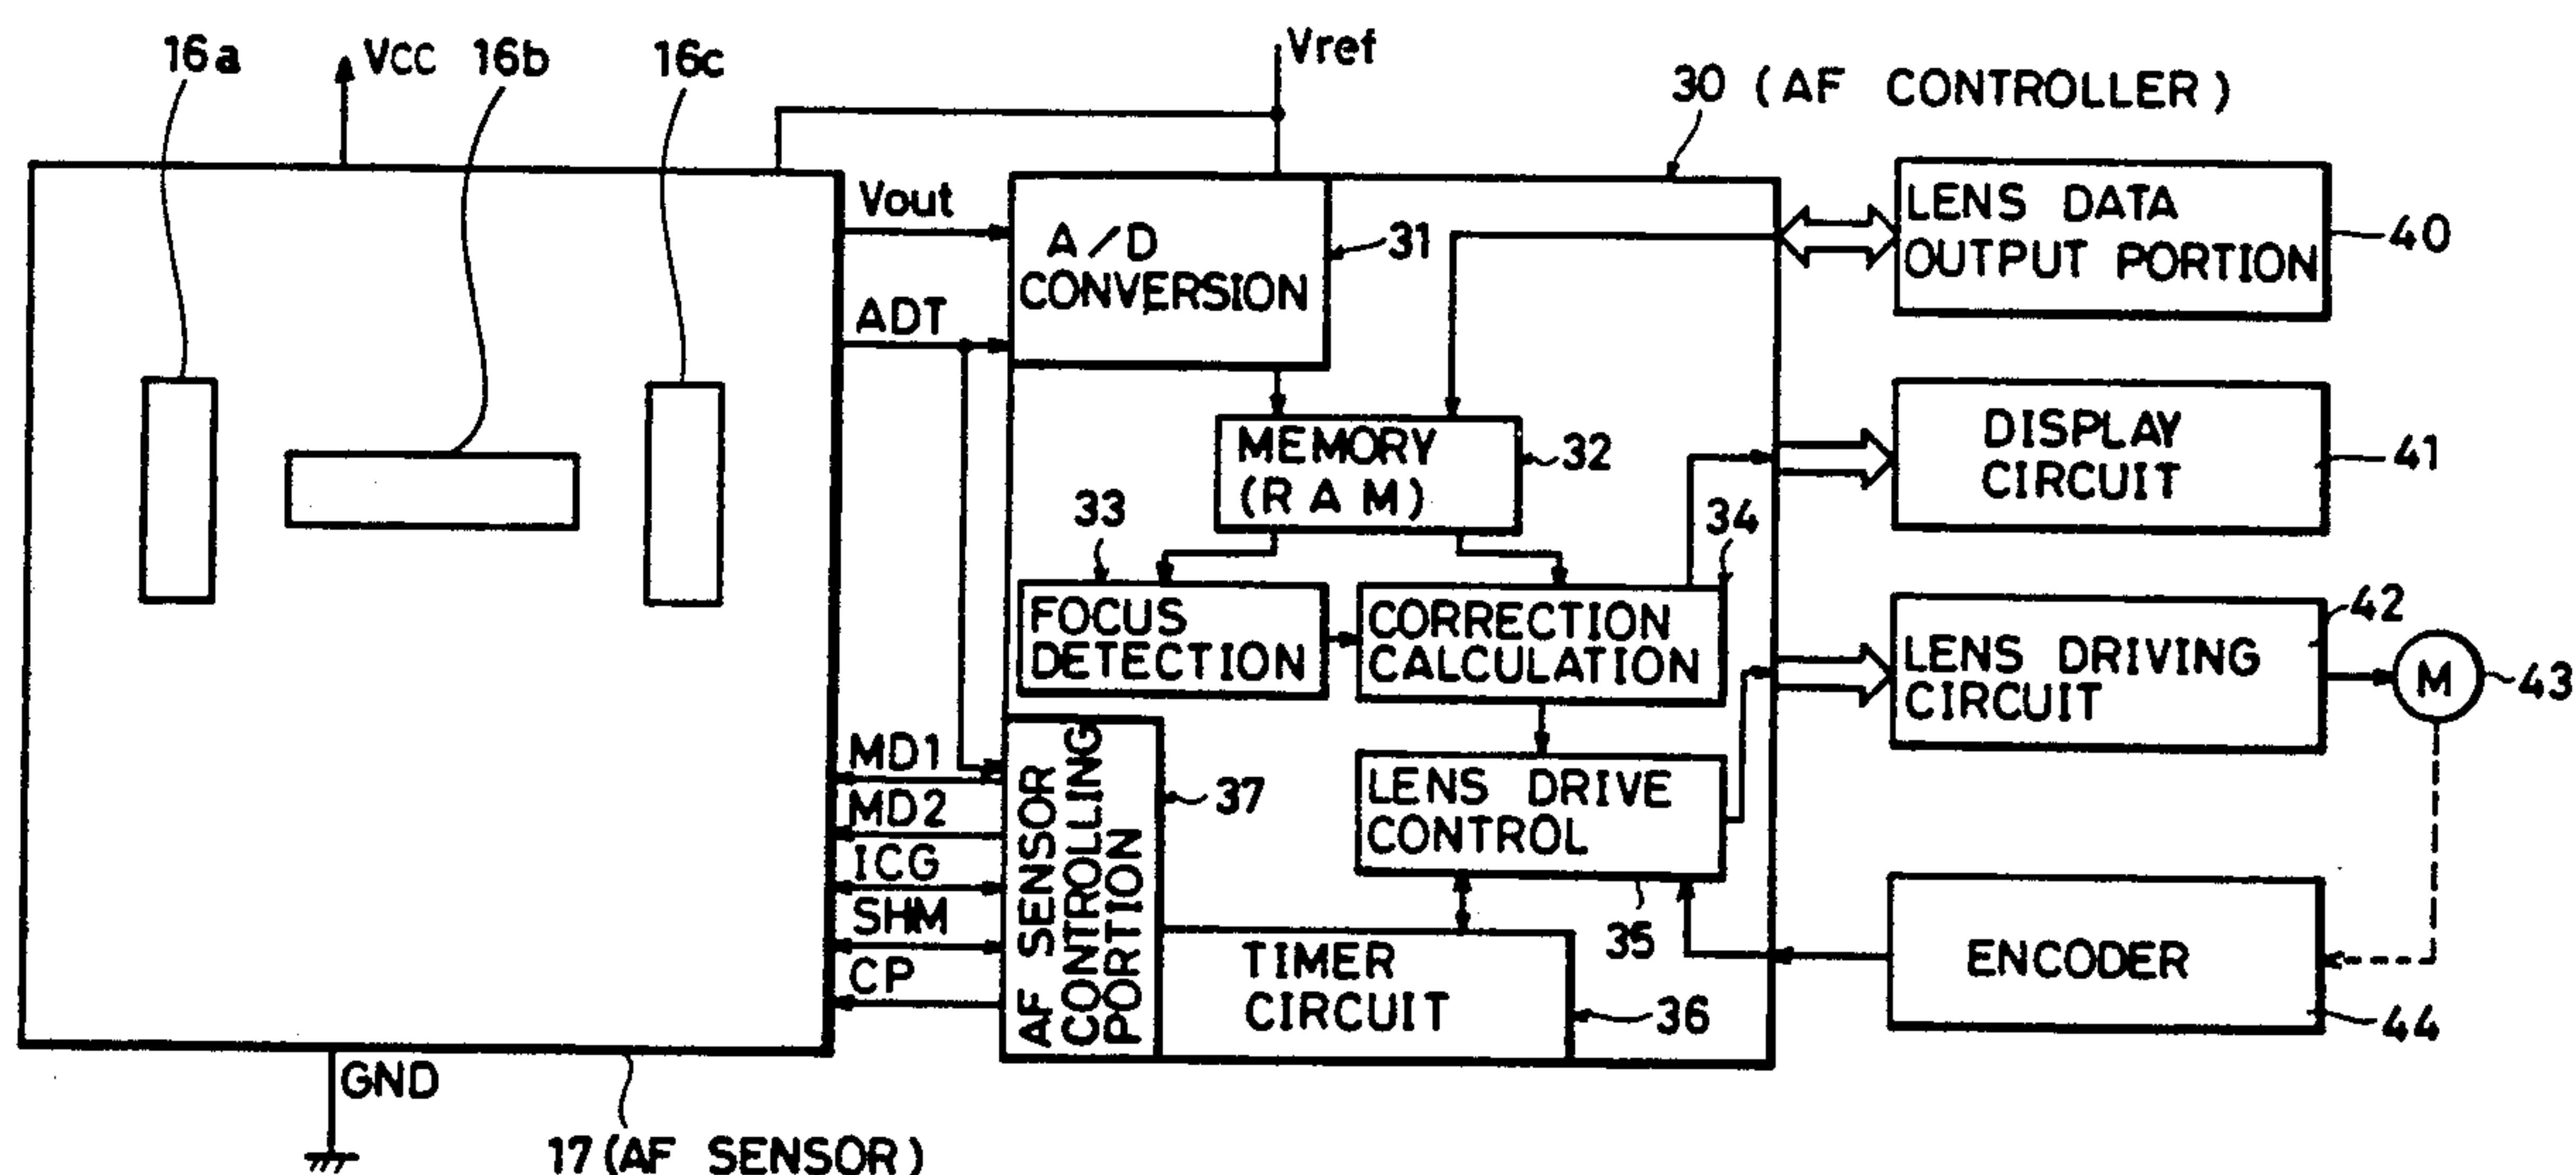 16a
VCC
16b
16c
Vref
30 (AF CONTROLLER)
Vout
ADT
A/D
CONVERSION
31
LENS DATA
OUTPUT PORTION
40
MEMORY
(RAM)
32
DISPLAY
CIRCUIT
41
33
34
FOCUS
DETECTION
CORRECTION
CALCULATION
LENS DRIVING
CIRCUIT
42
M
43
MD1
MD2
ICG
SHM
CP
AF SENSOR
CONTROLLING
PORTION
37
LENS DRIVE
CONTROL
35
TIMER
CIRCUIT
36
ENCODER
44
GND
17 (AF SENSOR)